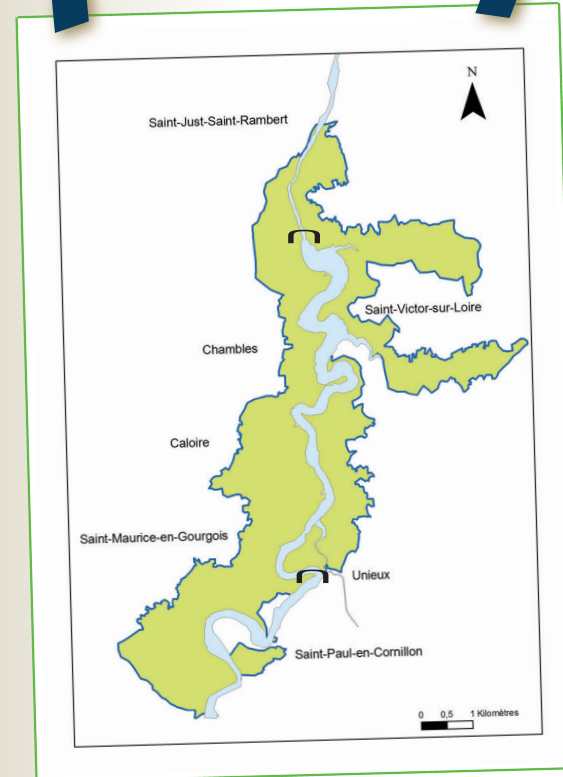 N
Saint-Just-Saint-Rambert
Saint-Victor-sur-Loire
Chambles
Caloire
Saint-Maurice-en-Gourgois
Unieux
Saint-Paul-en-Cornillon
0 0,5 1 Kilomètres